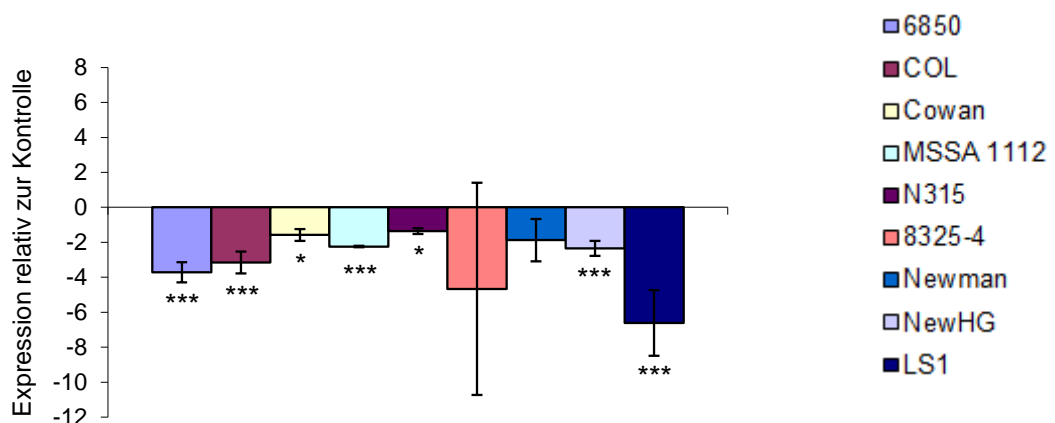 Expression relativ zur Kontrolle
8
6
4
2
0
-2
-4
-6
-8
-10
-12
***
***
*
***
*
***
***
6850
COL
Cowan
MSSA 1112
N315
8325-4
Newman
NewHG
LS1